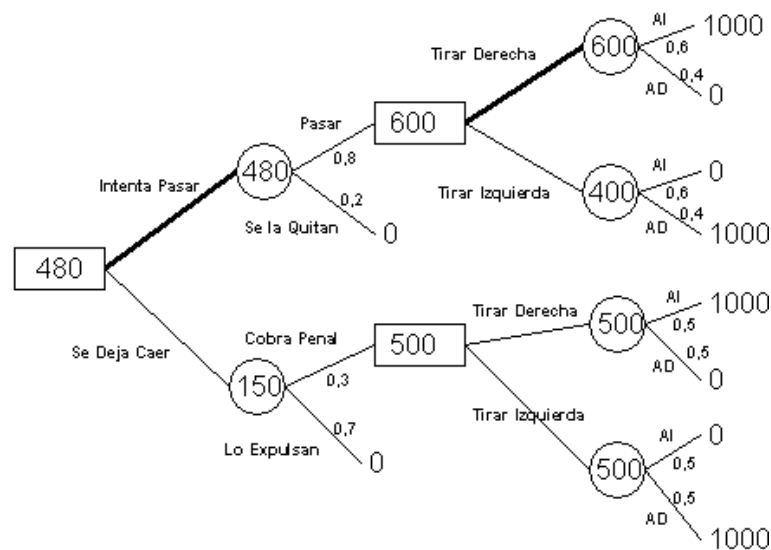 AI
1000
Tirar Derecha
600
0,6
0,4
AD
0
Pasar
600
0,8
AI
0
Intenta Pasar
480
Tirar Izquierda
400
0,6
0,4
0,2
AD
1000
Se la Quitan
0
480
AI
1000
Tirar Derecha
Cobra Penal
500
500
0,5
0,5
Se Deja Caer
AD
0
150
0,3
Tirar Izquierda
0,7
AI
0
Lo Expulsan
0
500
0,5
0,5
AD
1000